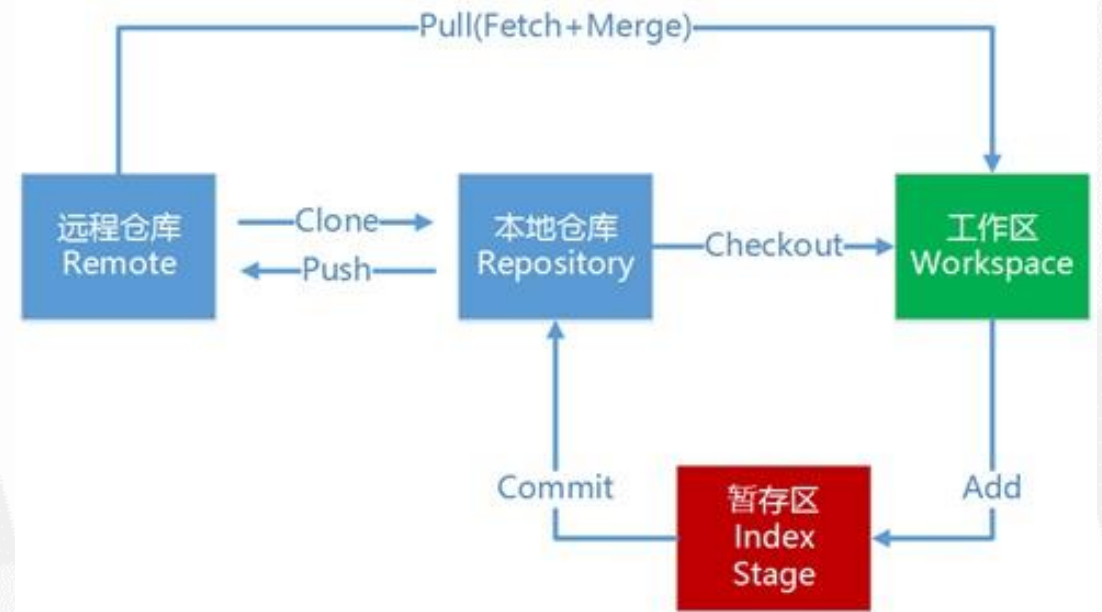 Pull(Fetch+Merge)
远程仓库
Remote
Clone
Push
本地仓库
Repository
Checkout
工作区
Workspace
Commit
暂存区
Index
Stage
Add